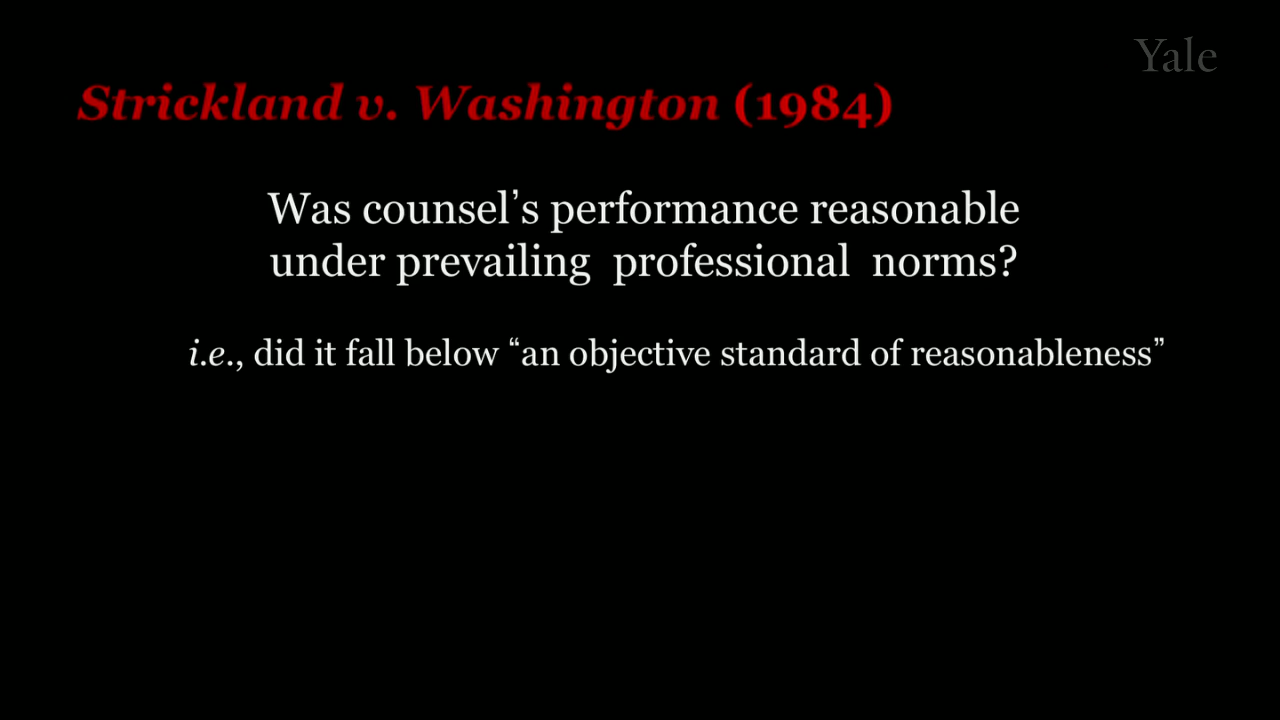 Yale
Strickland v. Washington (1984)
Was counsel’s performance reasonable
under prevailing professional norms?
i.e., did it fall below “an objective standard of reasonableness”